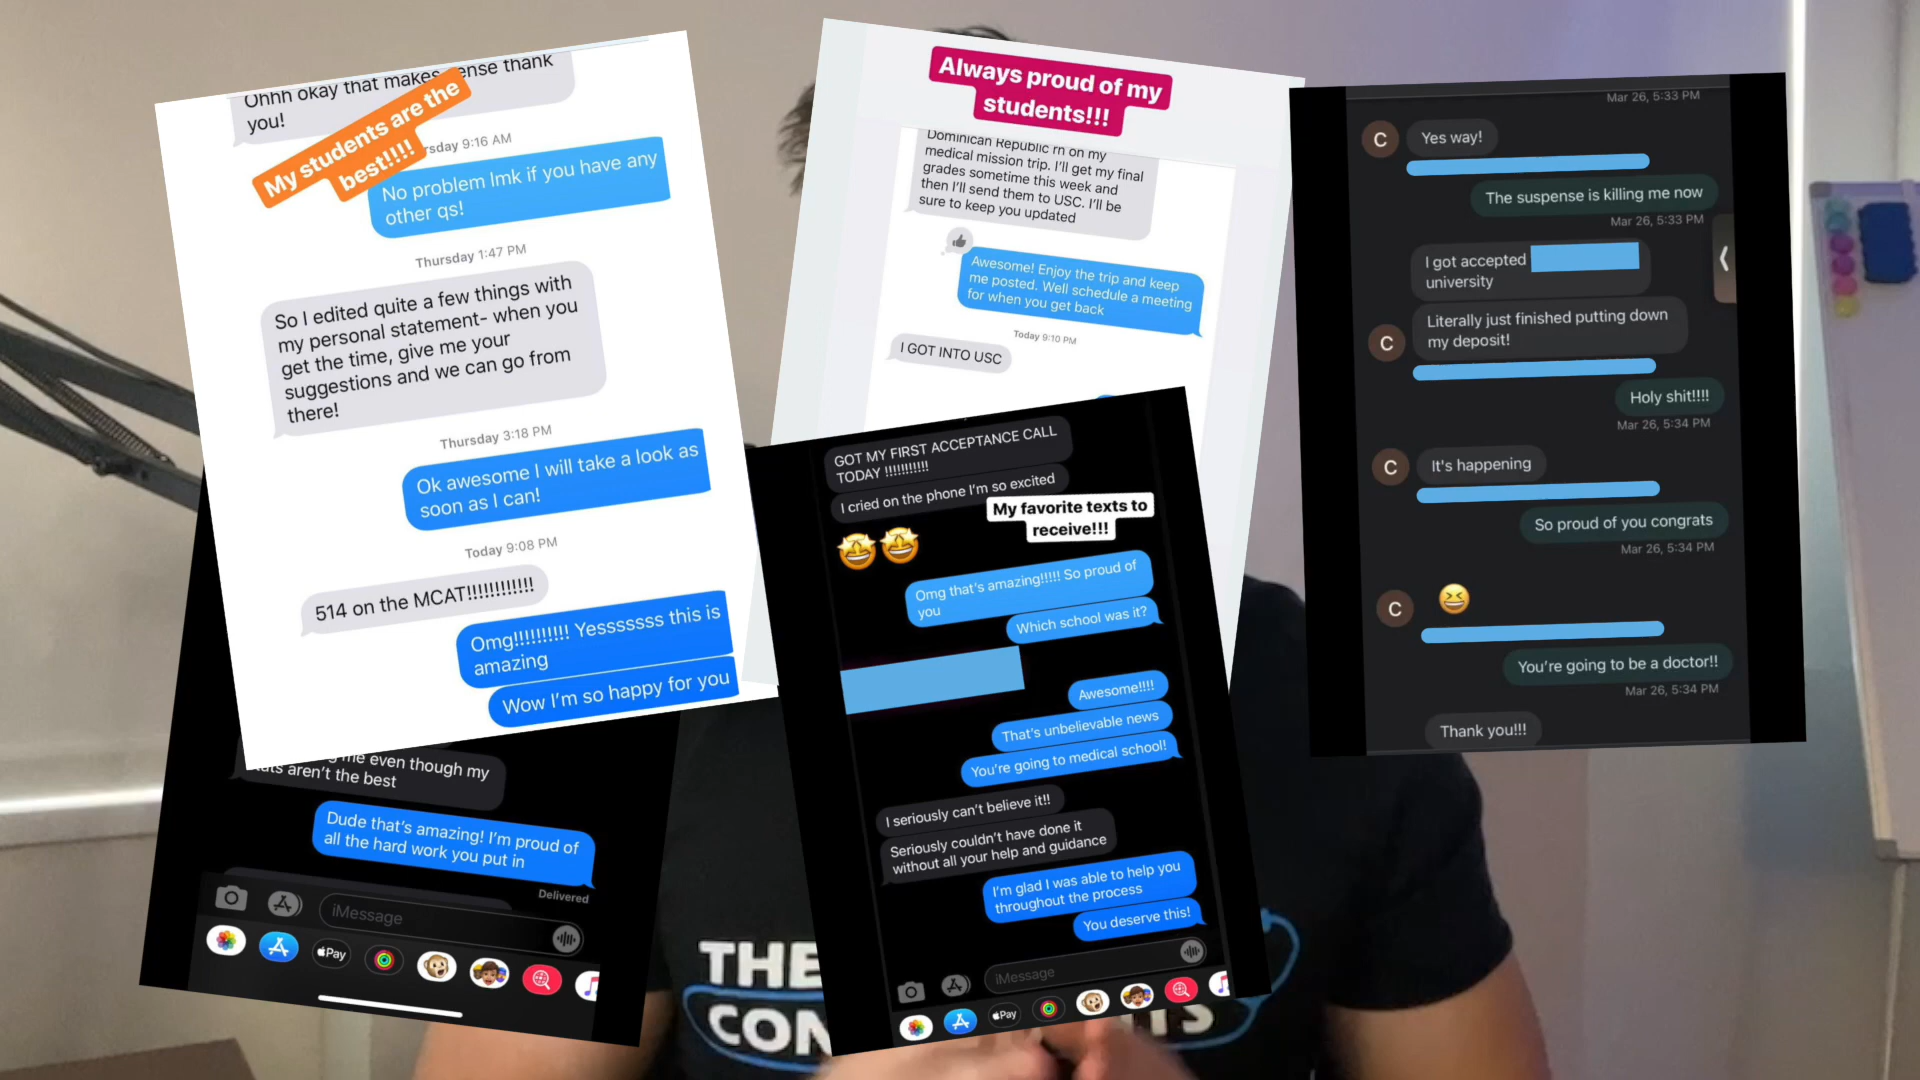 Ohhh okay that makes sense thank
you!
My students are the
best!!!!
9:16 AM
No problem lmk if you have any
other qs!
Thursday 1:47 PM
So I edited quite a few things with
my personal statement- when you
get the time, give me your
suggestions and we can go from
there!
Thursday 3:18 PM
Ok awesome I will take a look as
soon as I can!
Today 9:08 PM
514 on the MCAT!!!!!!!!!!!!
Omg!!!!!!!!!! Yesssssss this is
amazing
Wow I'm so happy for you
me even though my
aren't the best
Dude that's amazing! I'm proud of
all the hard work you put in
Delivered
iMessage
Pay
Always proud of my
students!!!
Dominican Republic rn on my
medical mission trip. I'll get my final
grades sometime this week and
then I'll send them to USC. I'll be
sure to keep you updated
Awesome! Enjoy the trip and keep
me posted. Well schedule a meeting
for when you get back
Today 9:10 PM
I GOT INTO USC
GOT MY FIRST ACCEPTANCE CALL
TODAY !!!!!!!!!!!
I cried on the phone I'm so excited
My favorite texts to
receive!!!
Omg that's amazing!!!!! So proud of
you
Which school was it?
Awesome!!!!
That's unbelievable news
You're going to medical school!
I seriously can't believe it!!
Seriously couldn't have done it
without all your help and guidance
I'm glad I was able to help you
throughout the process
You deserve this!
iMessage
Pay
Mar 26, 5:33 PM
C
Yes way!
The suspense is killing me now
Mar 26, 5:33 PM
I got accepted
university
C
Literally just finished putting down
my deposit!
Holy shit!!!!
Mar 26, 5:34 PM
C
It's happening
So proud of you congrats
Mar 26, 5:34 PM
C
You're going to be a doctor!!
Mar 26, 5:34 PM
Thank you!!!
THE